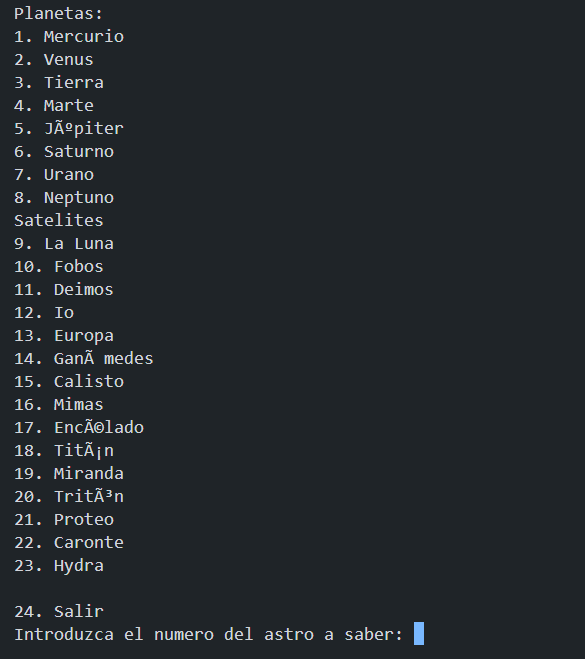 Planetas:
1. Mercurio
2. Venus
3. Tierra
4. Marte
5. JÃºpiter
6. Saturno
7. Urano
8. Neptuno
Satelites
9. La Luna
10. Fobos
11. Deimos
12. Io
13. Europa
14. GanÃ medes
15. Calisto
16. Mimas
17. EncÃ©lado
18. TitÃ¡n
19. Miranda
20. TritÃ³n
21. Proteo
22. Caronte
23. Hydra
24. Salir
Introduzca el numero del astro a saber: